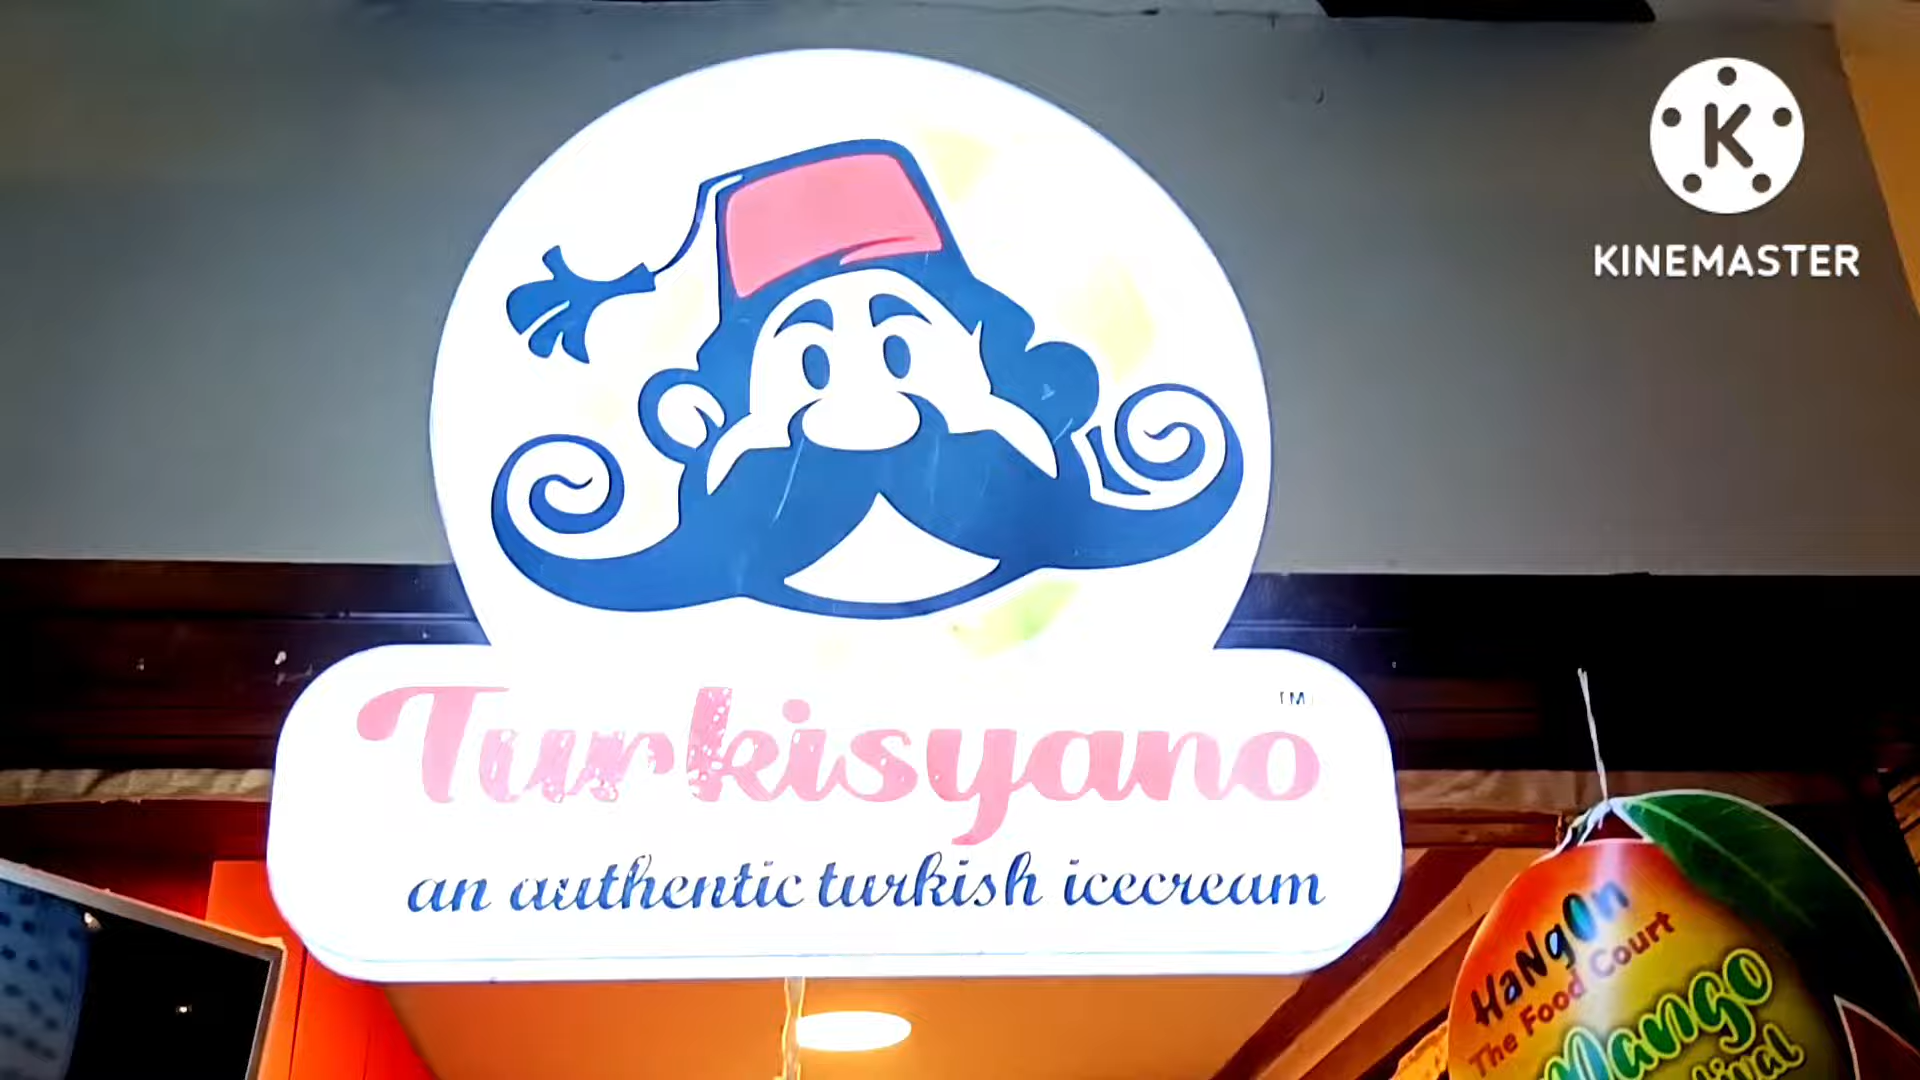 K
KINEMASTER
Turkisyano
TM
an authentic turkish icecream
HaNgOn
The Food Court
Mango